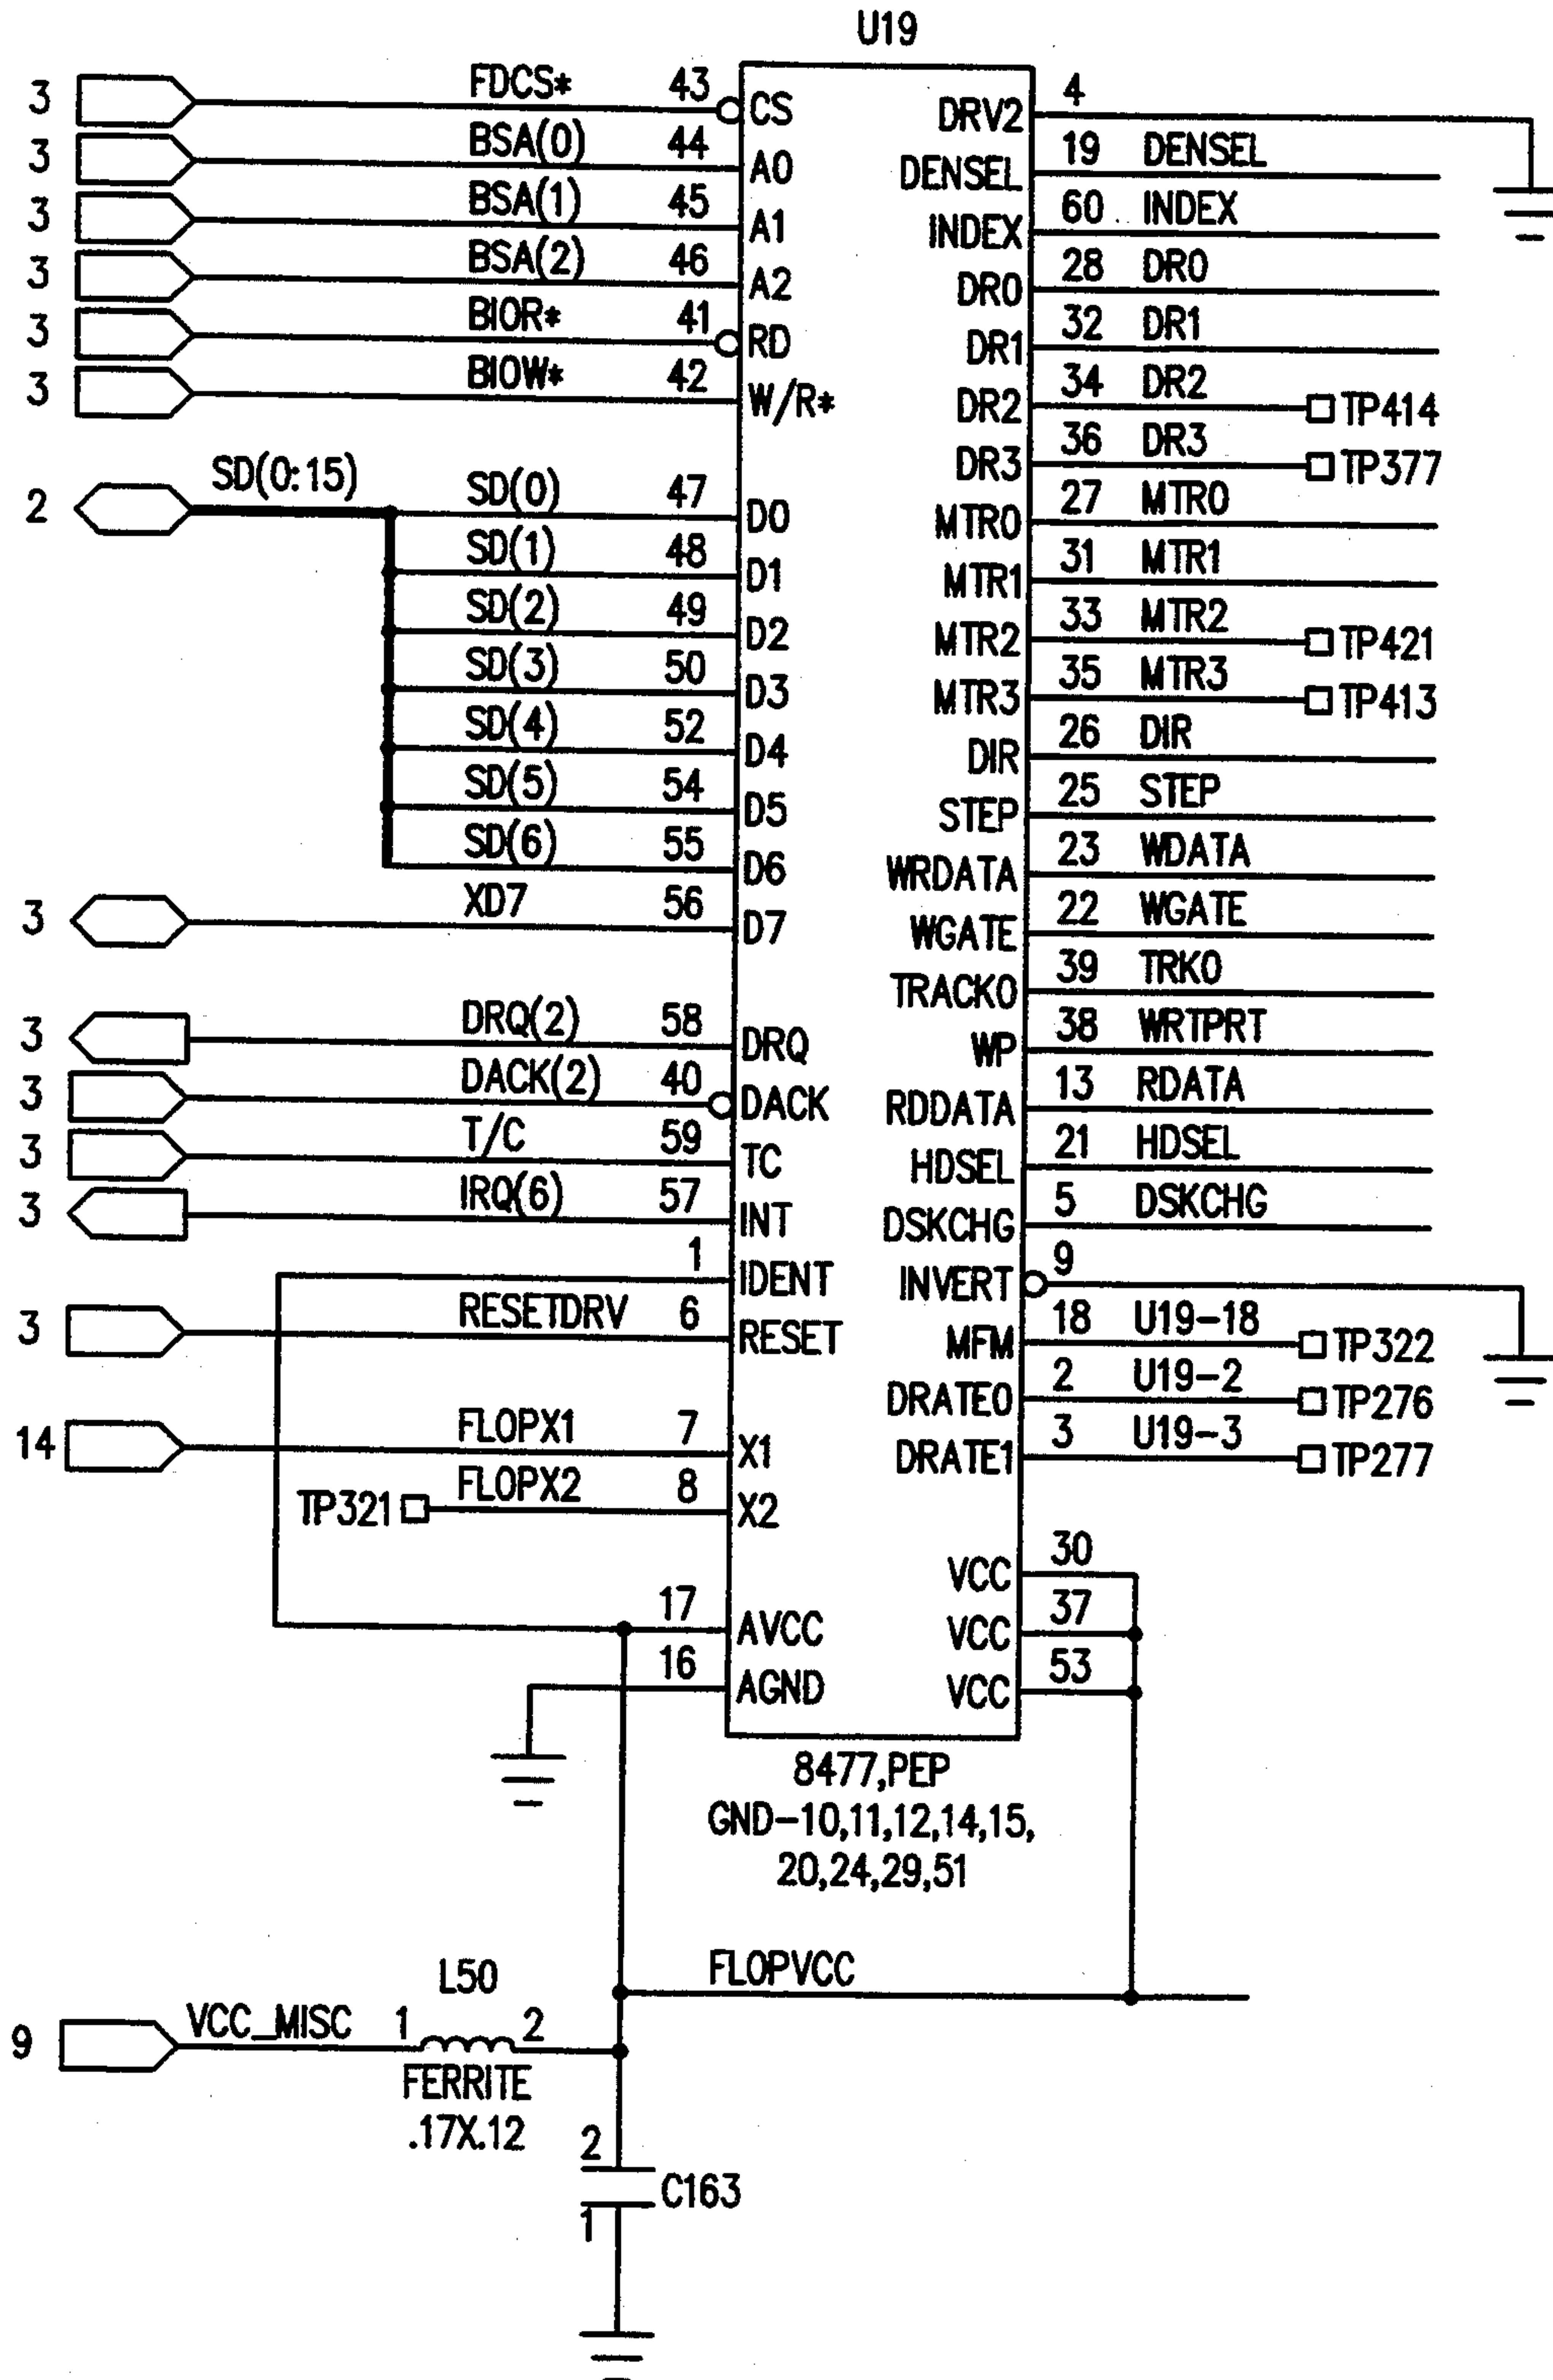 U19
3 FDCS* 43 CS DRV2 4
3 BSA(0) 44 A0 DENSEL 19 DENSEL
3 BSA(1) 45 A1 INDEX 60 INDEX
3 BSA(2) 46 A2 DR0 28 DR0
3 BIOR* 41 RD DR1 32 DR1
3 BIOW* 42 W/R* DR2 34 DR2 TP414
DR3 36 DR3 TP377
2 SD(0:15) SD(0) 47 D0 MTR0 27 MTR0
SD(1) 48 D1 MTR1 31 MTR1
SD(2) 49 D2 MTR2 33 MTR2 TP421
SD(3) 50 D3 MTR3 35 MTR3 TP413
SD(4) 52 D4 DIR 26 DIR
SD(5) 54 D5 STEP 25 STEP
SD(6) 55 D6 WRDATA 23 WDATA
3 XD7 56 D7 WGATE 22 WGATE
TRACK0 39 TRK0
3 DRQ(2) 58 DRQ WP 38 WRTPRT
3 DACK(2) 40 DACK RDDATA 13 RDATA
3 T/C 59 TC HDSEL 21 HDSEL
3 IRQ(6) 57 INT DSKCHG 5 DSKCHG
1 IDENT INVERT 9
3 RESETDRV 6 RESET MFM 18 U19-18 TP322
DRATE0 2 U19-2 TP276
14 FLOPX1 7 X1 DRATE1 3 U19-3 TP277
TP321 FLOPX2 8 X2
VCC 30
17 AVCC VCC 37
16 AGND VCC 53
8477,PEP
GND-10,11,12,14,15,
20,24,29,51
L50 FLOPVCC
9 VCC_MISC 1 2
FERRITE
.17X.12
2
C163
1